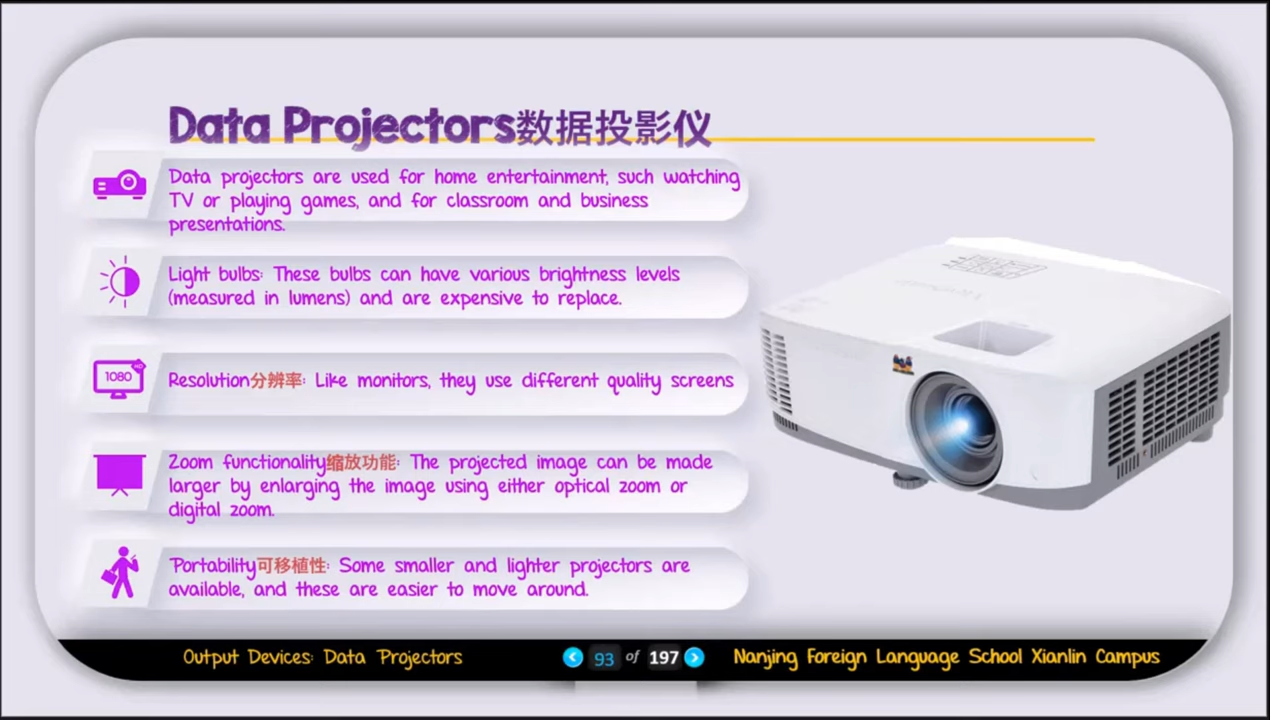 Data Projectors数据投影仪
Data projectors are used for home entertainment, such watching
TV or playing games, and for classroom and business
presentations.
Light bulbs: These bulbs can have various brightness levels
(measured in lumens) and are expensive to replace.
1080
HD
Resolution分辨率: Like monitors, they use different quality screens
Zoom functionality缩放功能: The projected image can be made
larger by enlarging the image using either optical zoom or
digital zoom.
Portability可移植性: Some smaller and lighter projectors are
available, and these are easier to move around.
Output Devices: Data Projectors
93 of 197
Nanjing Foreign Language School Xianlin Campus